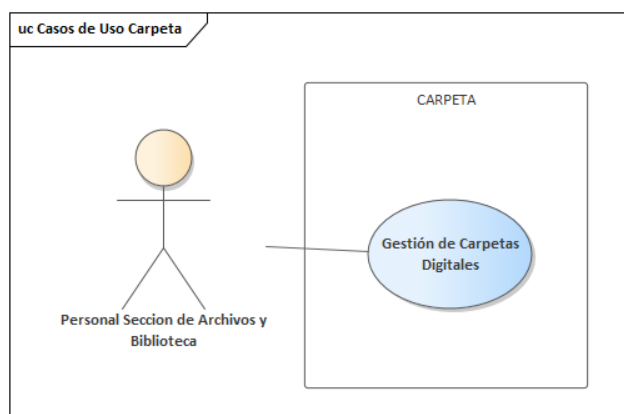 uc Casos de Uso Carpeta
CARPETA
Gestión de Carpetas
Digitales
Personal Seccion de Archivos y
Biblioteca